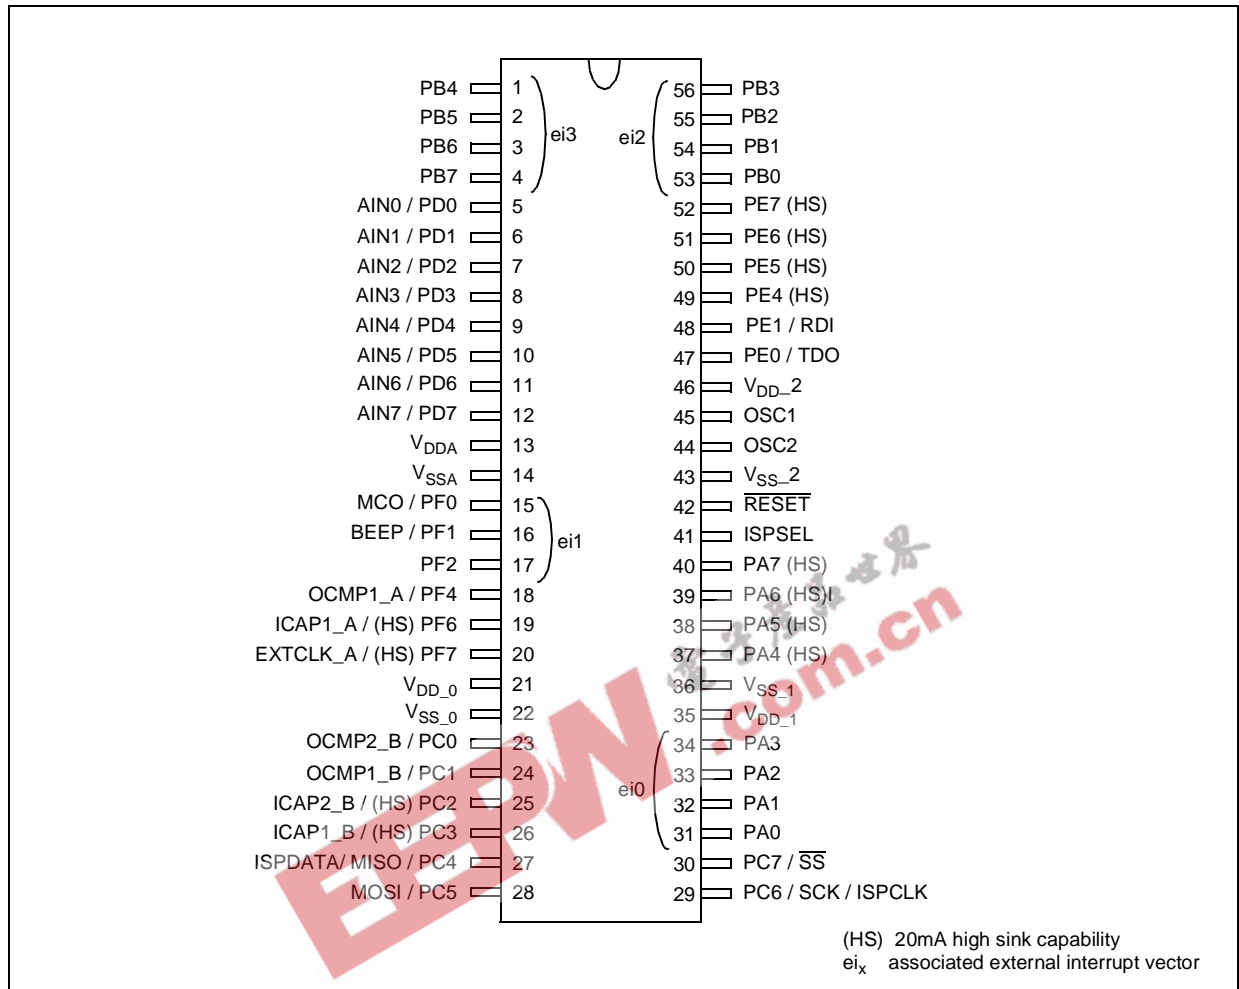 PB4 1 56 PB3
PB5 2 55 PB2
ei3 ei2
PB6 3 54 PB1
PB7 4 53 PB0
AIN0 / PD0 5 52 PE7 (HS)
AIN1 / PD1 6 51 PE6 (HS)
AIN2 / PD2 7 50 PE5 (HS)
AIN3 / PD3 8 49 PE4 (HS)
AIN4 / PD4 9 48 PE1 / RDI
AIN5 / PD5 10 47 PE0 / TDO
AIN6 / PD6 11 46 VDD_2
AIN7 / PD7 12 45 OSC1
VDDA 13 44 OSC2
VSSA 14 43 VSS_2
MCO / PF0 15 42 RESET
BEEP / PF1 16 41 ISPSEL
ei1
PF2 17 40 PA7 (HS)
OCMP1_A / PF4 18 39 PA6 (HS)I
ICAP1_A / (HS) PF6 19 38 PA5 (HS)
EXTCLK_A / (HS) PF7 20 37 PA4 (HS)
VDD_0 21 36 VSS_1
VSS_0 22 35 VDD_1
OCMP2_B / PC0 23 34 PA3
OCMP1_B / PC1 24 33 PA2
ei0
ICAP2_B / (HS) PC2 25 32 PA1
ICAP1_B / (HS) PC3 26 31 PA0
ISPDATA/ MISO / PC4 27 30 PC7 / SS
MOSI / PC5 28 29 PC6 / SCK / ISPCLK
(HS) 20mA high sink capability
eix associated external interrupt vector
電子產品世界
EEPW.com.cn